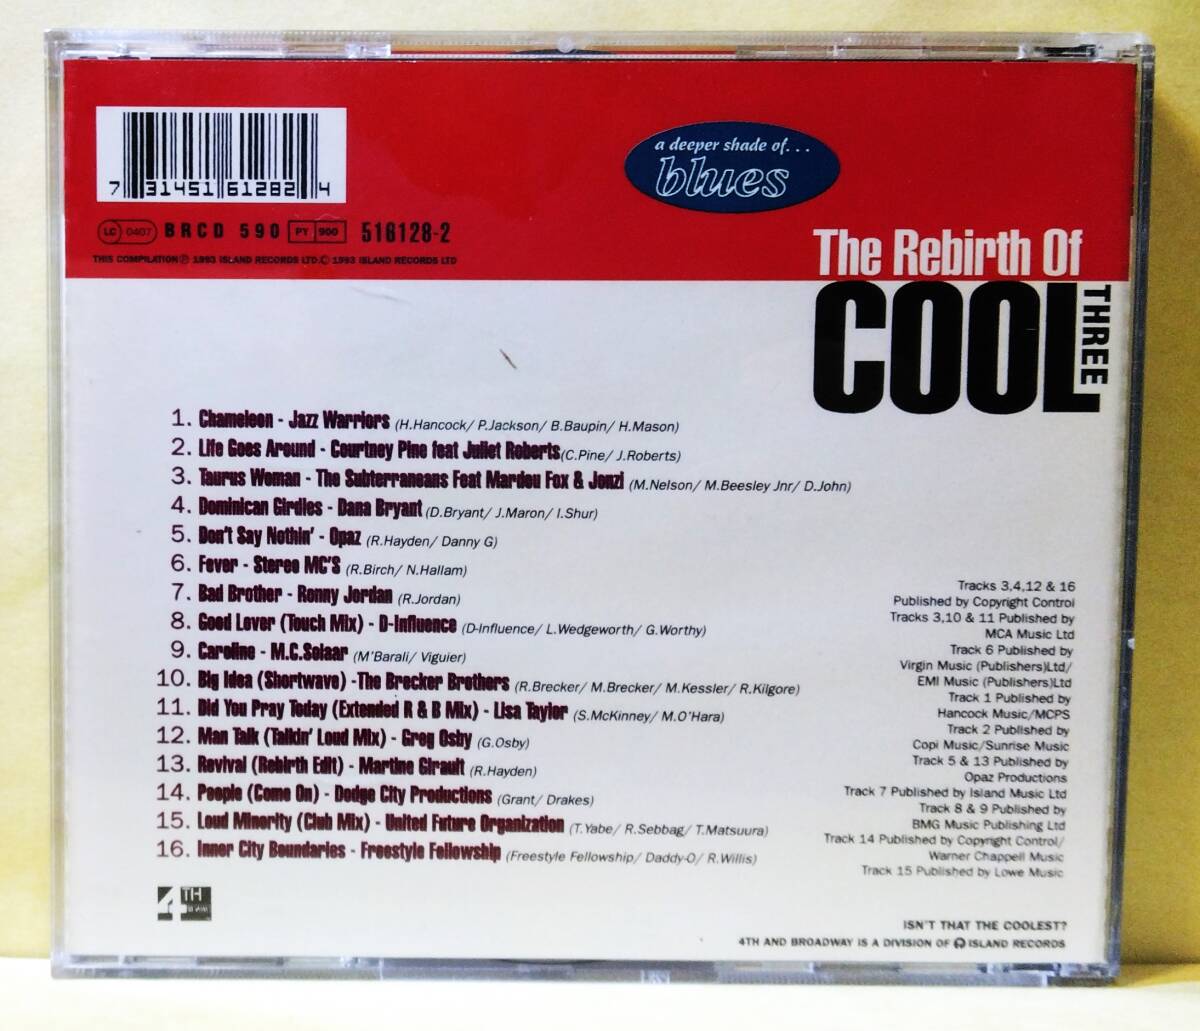 7 31451 61282 4
LC 0407 BRCD 590 PY 900 516128-2
THIS COMPILATION ℗ 1993 ISLAND RECORDS LTD. © 1993 ISLAND RECORDS LTD
a deeper shade of...
blues
The Rebirth Of
COOL
THREE
1. Chameleon - Jazz Warriors (H.Hancock/ P.Jackson/ B.Baupin/ H.Mason)
2. Life Goes Around - Courtney Pine feat Juliet Roberts (C.Pine/ J.Roberts)
3. Taurus Woman - The Subterraneans Feat Mardou Fox & Jonzi (M.Nelson/ M.Beesley Jnr/ D.John)
4. Dominican Girdles - Dana Bryant (D.Bryant/ J.Maron/ I.Shur)
5. Don't Say Nothin' - Opaz (R.Hayden/ Danny G)
6. Fever - Stereo MC'S (R.Birch/ N.Hallam)
7. Bad Brother - Ronny Jordan (R.Jordan)
8. Good Lover (Touch Mix) - D-Influence (D-Influence/ L.Wedgeworth/ G.Worthy)
9. Caroline - M.C.Solaar (M'Barali/ Viguier)
10. Big Idea (Shortwave) -The Brecker Brothers (R.Brecker/ M.Brecker/ M.Kessler/ R.Kilgore)
11. Did You Pray Today (Extended R & B Mix) - Lisa Taylor (S.McKinney/ M.O'Hara)
12. Man Talk (Talkin' Loud Mix) - Greg Osby (G.Osby)
13. Revival (Rebirth Edit) - Martine Girault (R.Hayden)
14. People (Come On) - Dodge City Productions (Grant/ Drakes)
15. Loud Minority (Club Mix) - United Future Organization (T.Yabe/ R.Sebbag/ T.Matsuura)
16. Inner City Boundaries - Freestyle Fellowship (Freestyle Fellowship/ Daddy-O/ R.Willis)
Tracks 3,4,12 & 16
Published by Copyright Control
Tracks 3,10 & 11 Published by
MCA Music Ltd
Track 6 Published by
Virgin Music (Publishers)Ltd/
EMI Music (Publishers)Ltd
Track 1 Published by
Hancock Music/MCPS
Track 2 Published by
Copi Music/Sunrise Music
Track 5 & 13 Published by
Opaz Productions
Track 7 Published by Island Music Ltd
Track 8 & 9 Published by
BMG Music Publishing Ltd
Track 14 Published by Copyright Control/
Warner Chappell Music
Track 15 Published by Lowe Music
4TH
ISN'T THAT THE COOLEST?
4TH AND BROADWAY IS A DIVISION OF ISLAND RECORDS